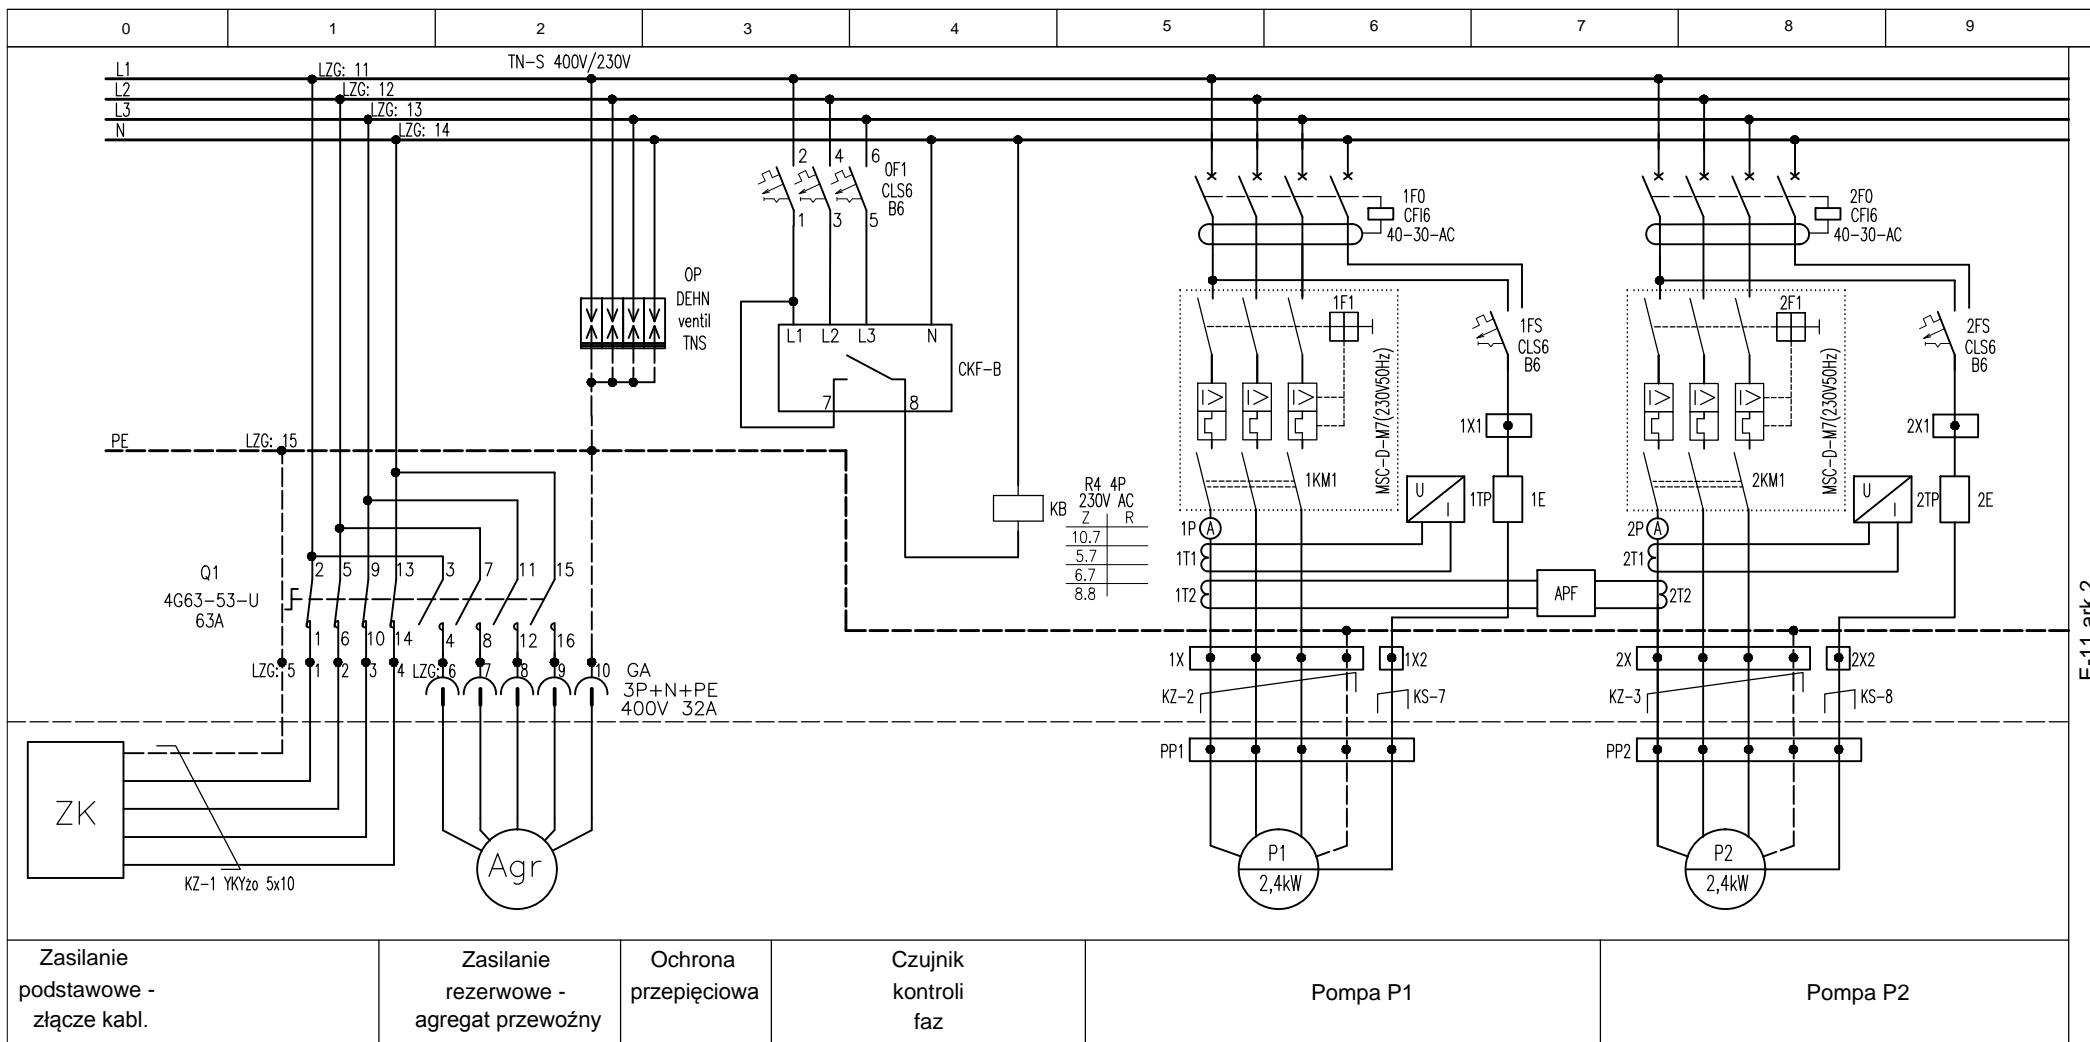 0 1 2 3 4 5 6 7 8 9
TN-S 400V/230V
L1
LZG: 11
L2
LZG: 12
L3
LZG: 13
N
LZG: 14
2 4 6
0F1
CLS6
B6
1 3 5
OP
DEHN
ventil
TNS
L1 L2 L3 N
CKF-B
7 8
PE
LZG: 15
KB
R4 4P
230V AC
Z R
10.7
5.7
6.7
8.8
1F0
CFI6
40-30-AC
1F1
MSC-D-M7(230V50Hz)
1FS
CLS6
B6
1X1
1KM1
U
I
1TP
1E
1P
A
1T1
1T2
APF
2F0
CFI6
40-30-AC
2F1
MSC-D-M7(230V50Hz)
2FS
CLS6
B6
2X1
2KM1
U
I
2TP
2E
2P
A
2T1
2T2
Q1
4G63-53-U
63A
2 5 9 13 3 7 11 15
1 6 10 14 4 8 12 16
LZG: 5 1 2 3 4 LZG: 6 7 8 9 10
GA
3P+N+PE
400V 32A
1X
1X2
KZ-2
KS-7
PP1
2X
2X2
KZ-3
KS-8
PP2
ZK
KZ-1 YKYżo 5x10
Agr
P1
2,4kW
P2
2,4kW
E-11 ark.2
Zasilanie
podstawowe -
złącze kabl.
Zasilanie
rezerwowe -
agregat przewoźny
Ochrona
przepięciowa
Czujnik
kontroli
faz
Pompa P1
Pompa P2